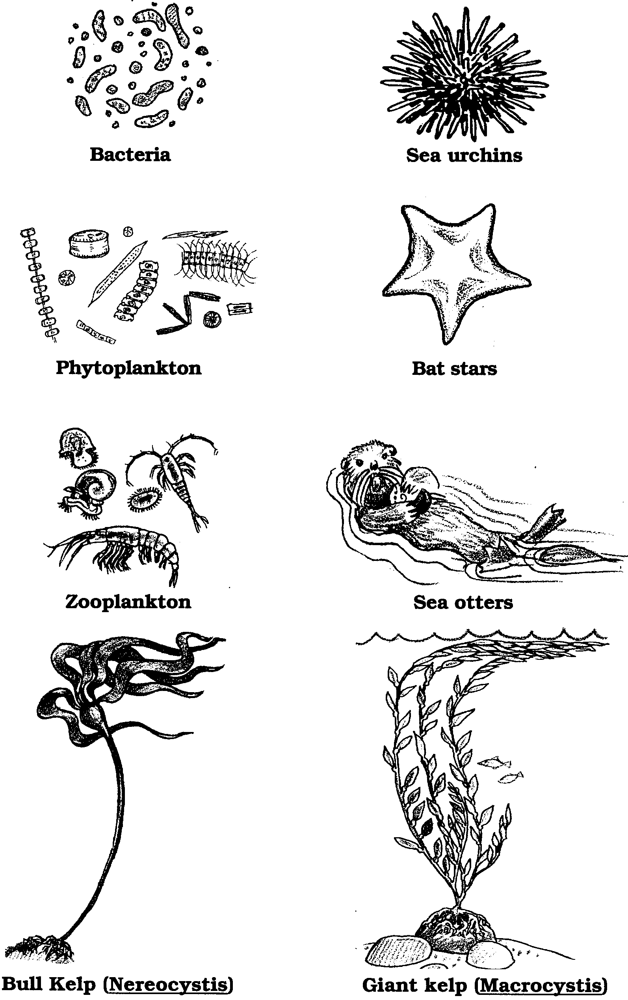 Bacteria
Sea urchins
Phytoplankton
Bat stars
Zooplankton
Sea otters
Bull Kelp (Nereocystis)
Giant kelp (Macrocystis)